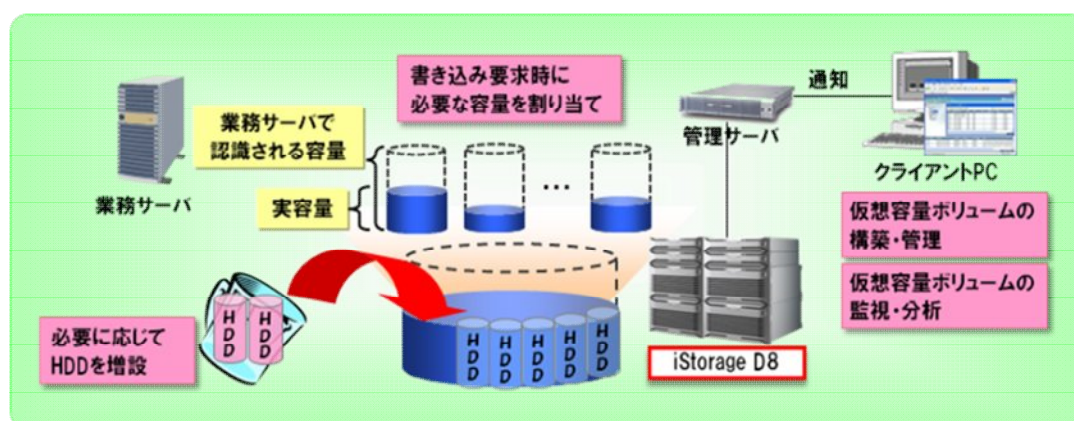 書き込み要求時に
必要な容量を割り当て
業務サーバで
認識される容量
実容量
業務サーバ
...
通知
管理サーバ
クライアントPC
仮想容量ボリュームの
構築・管理
仮想容量ボリュームの
監視・分析
必要に応じて
HDDを増設
HDD
HDD
HDD
HDD
HDD
HDD
HDD
iStorage D8